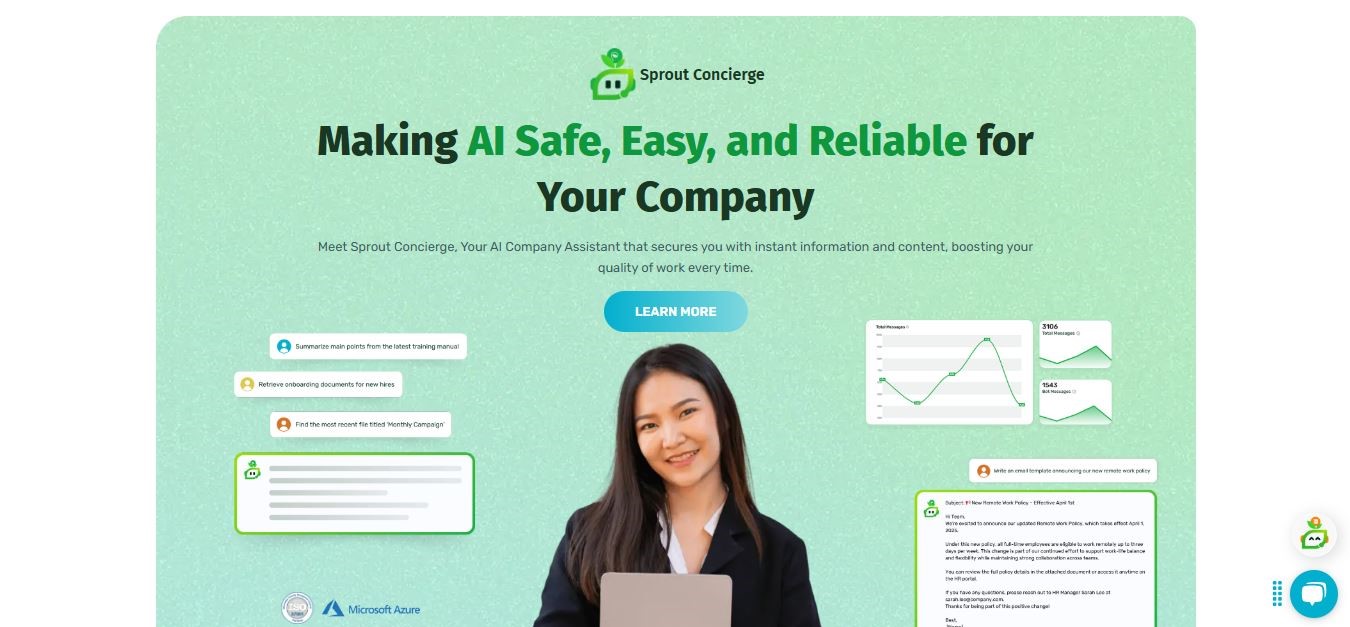 Sprout Concierge
Making AI Safe, Easy, and Reliable for
Your Company
Meet Sprout Concierge, Your AI Company Assistant that secures you with instant information and content, boosting your
quality of work every time.
LEARN MORE
Summarize main points from the latest training manual
Retrieve onboarding documents for new hires
Find the most recent file titled 'Monthly Campaign'
ISO
Microsoft Azure
Total Messages
3106
Total Messages
1543
Bot Messages
Write an email template announcing our new remote work policy
Subject: New Remote Work Policy - Effective April 1st
Hi Team,
We're excited to announce our updated Remote Work Policy, which takes effect April 1,
2025.
Under this new policy, all full-time employees are eligible to work remotely up to three
days per week. This change is part of our continued effort to support work-life balance
and flexibility while maintaining strong collaboration across teams.
You can review the full policy details in the attached document or access it anytime on
the HR portal.
If you have any questions, please reach out to HR Manager Sarah Lee at
sarah.lee@company.com.
Thanks for being part of this positive change!
Best,